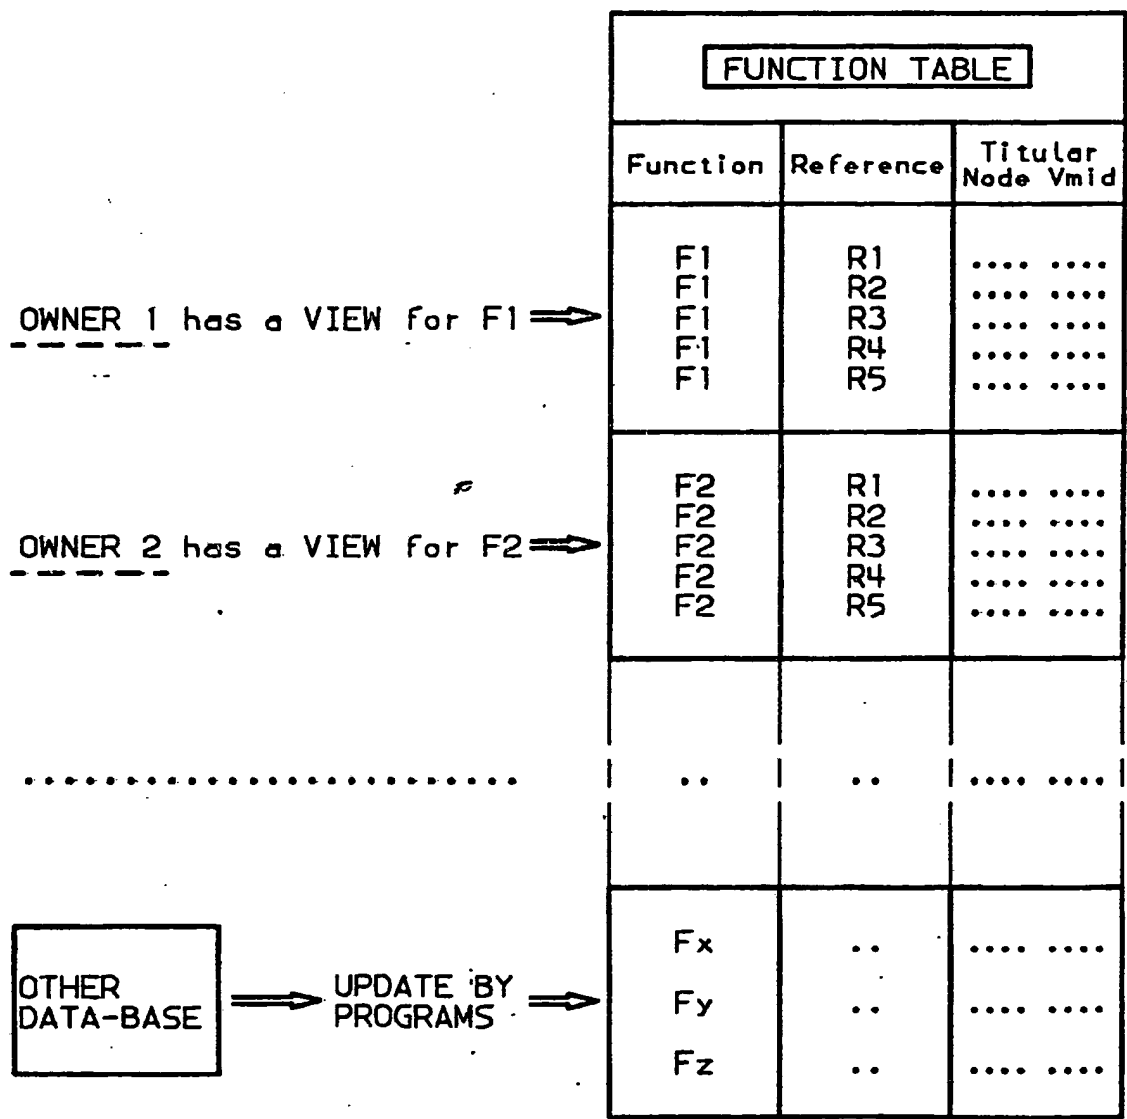 FUNCTION TABLE
Function Reference Titular Node Vmid
F1 R1 .... ....
F1 R2 .... ....
OWNER 1 has a VIEW for F1 F1 R3 .... ....
F1 R4 .... ....
F1 R5 .... ....
F2 R1 .... ....
F2 R2 .... ....
OWNER 2 has a VIEW for F2 F2 R3 .... ....
F2 R4 .... ....
F2 R5 .... ....
......................... .. .. .... ....
Fx .. .... ....
OTHER DATA-BASE UPDATE BY PROGRAMS Fy .. .... ....
Fz .. .... ....